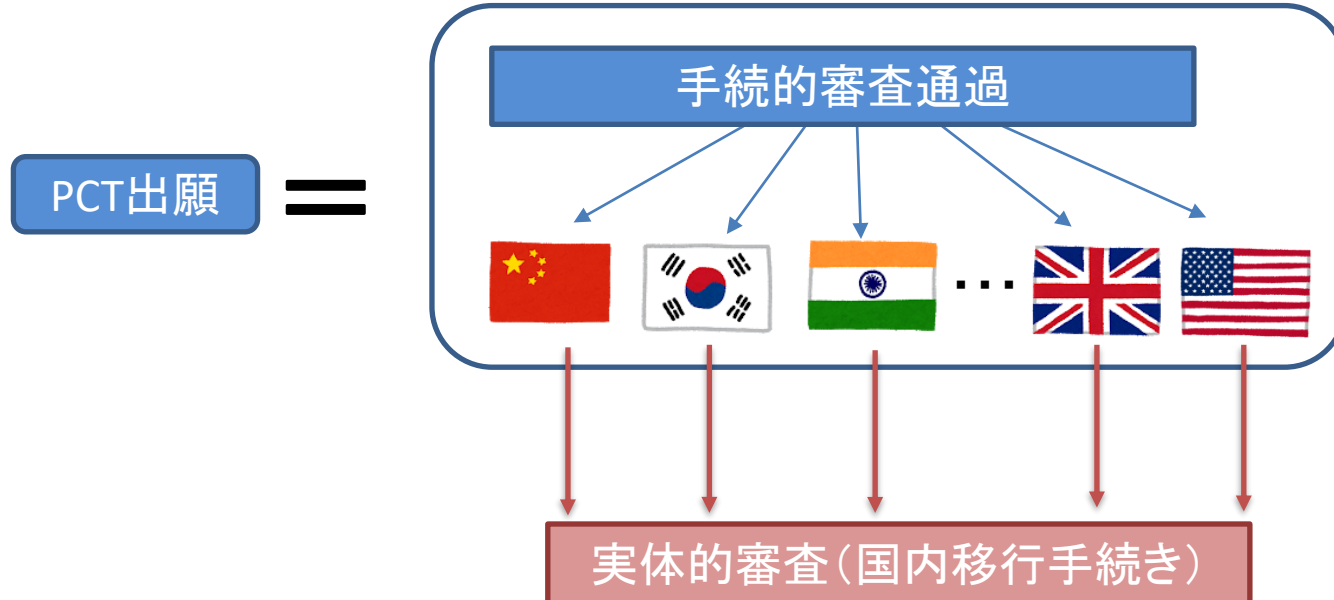 手続的審査通過
PCT出願
=
・・・
実体的審査(国内移行手続き)